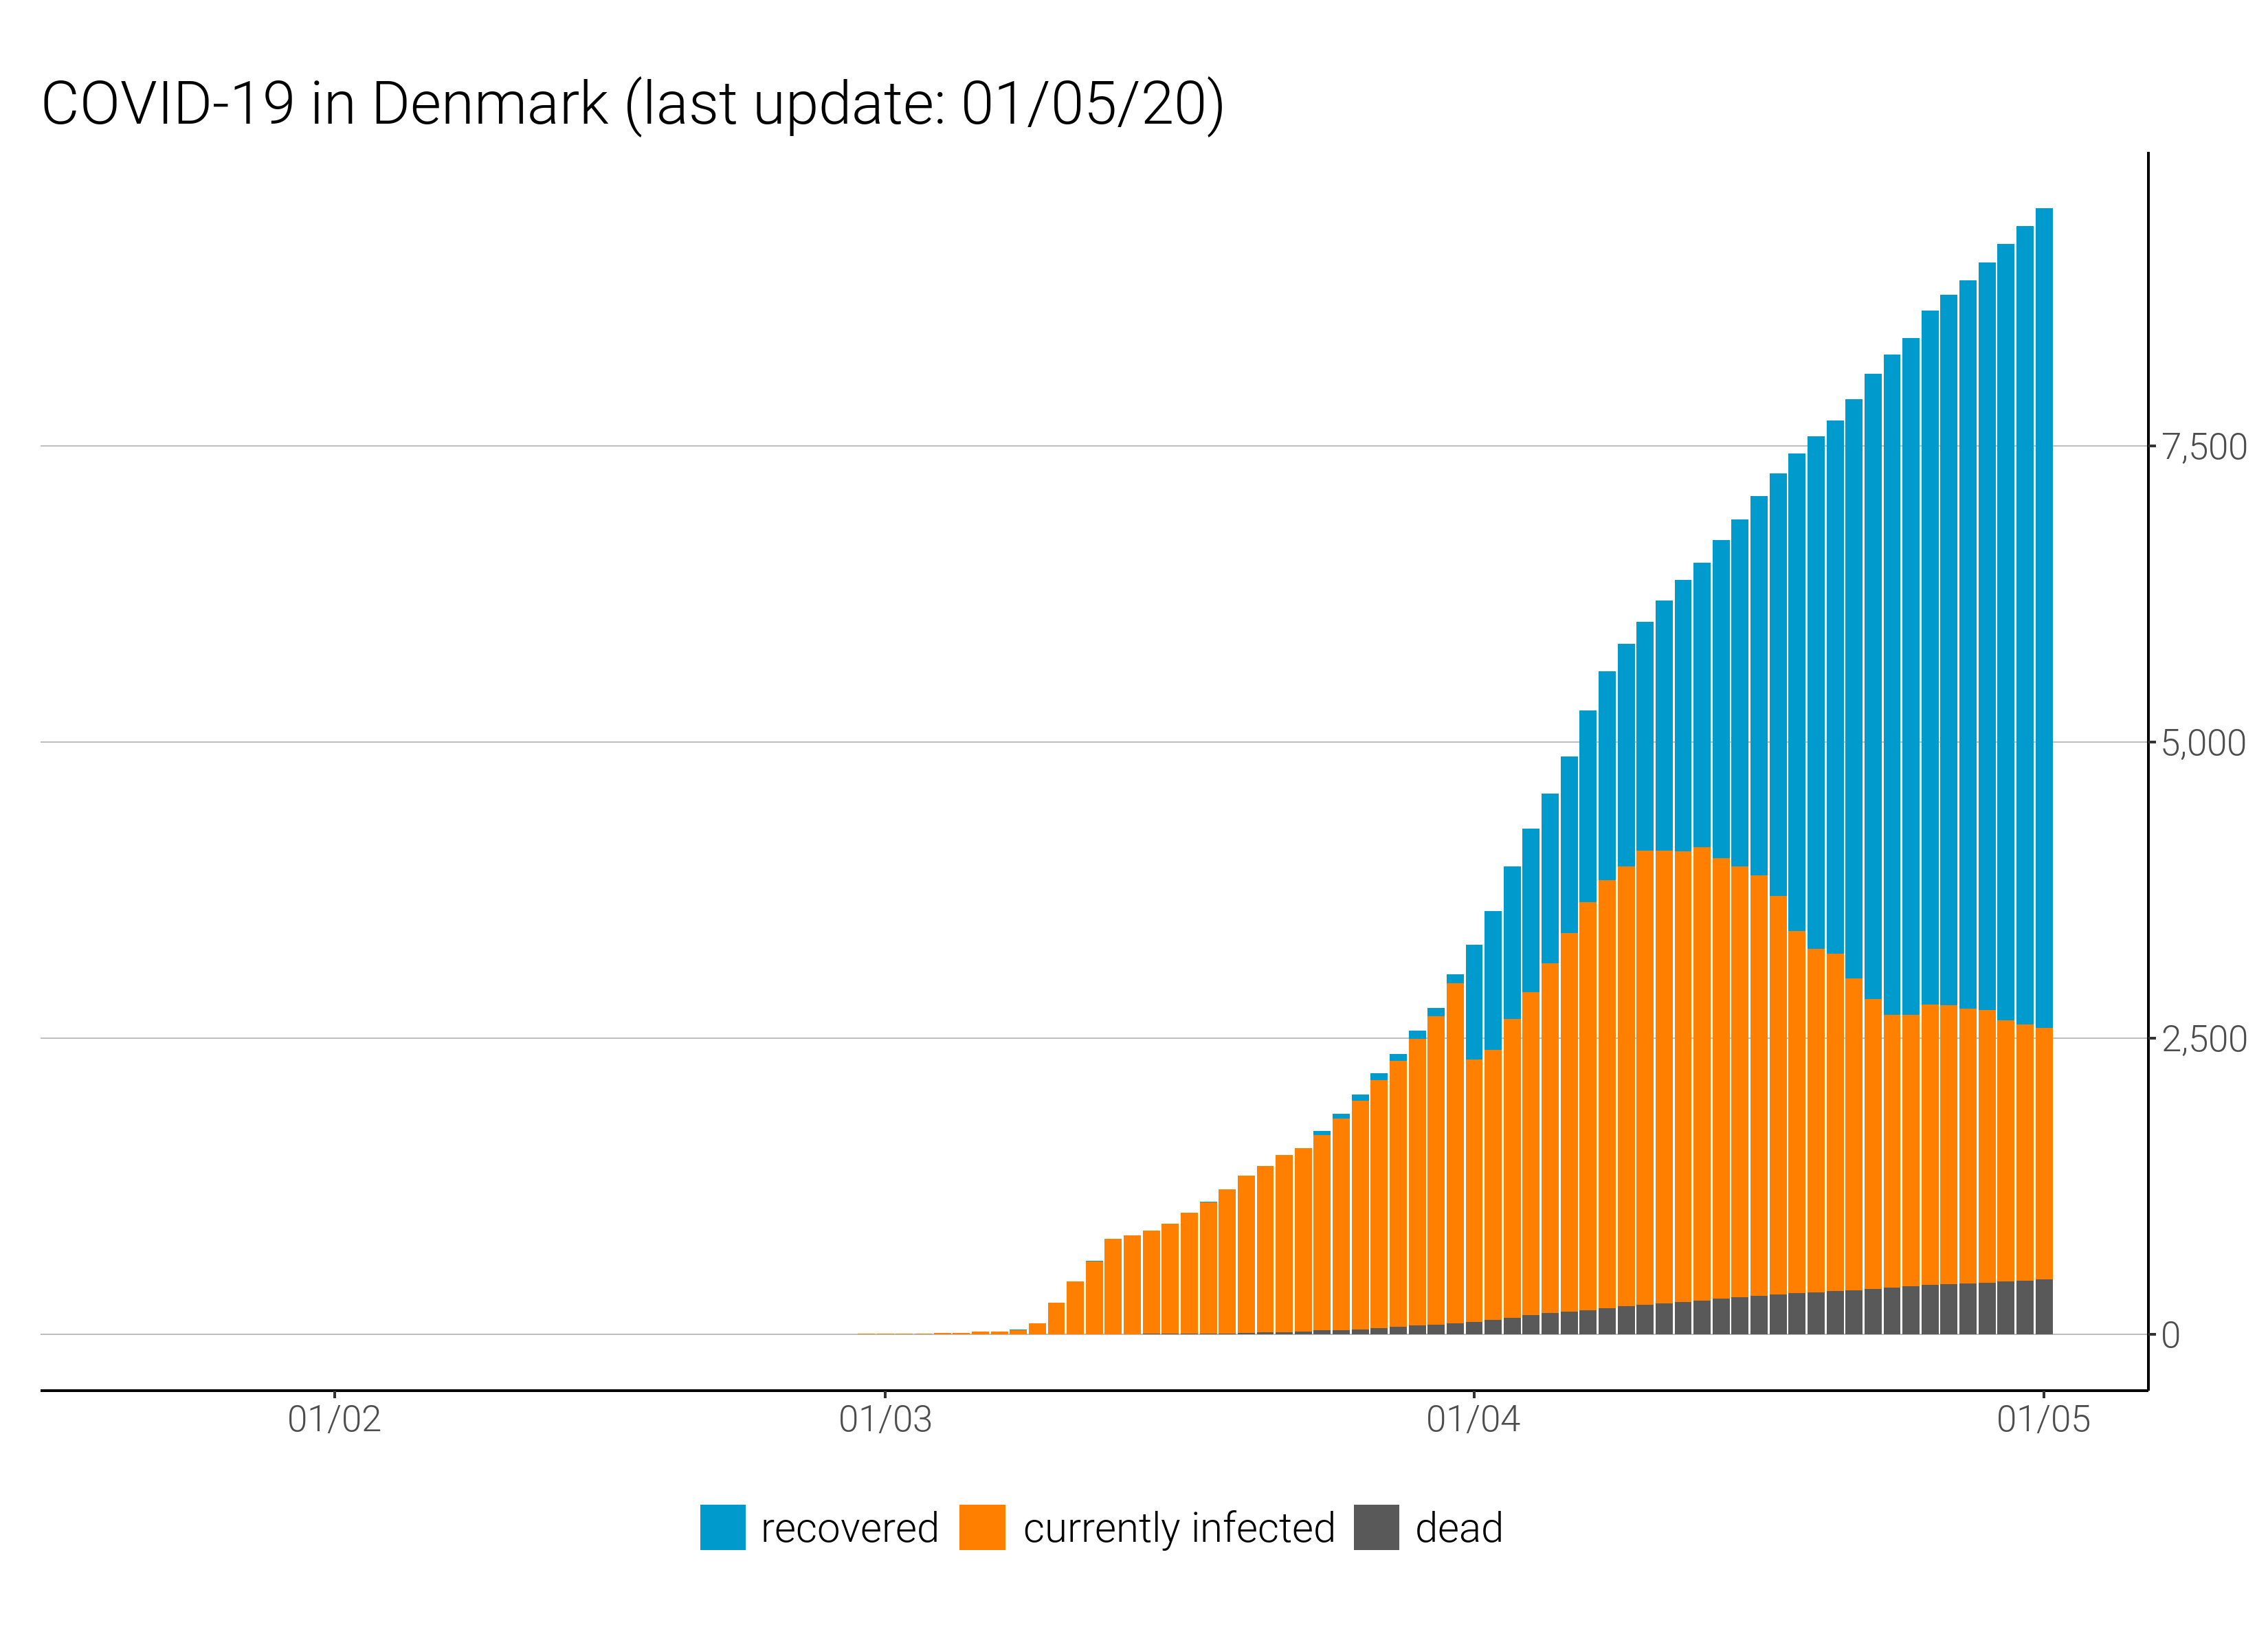 COVID-19 in Denmark (last update: 01/05/20)
7,500
5,000
2,500
0
01/02 01/03 01/04 01/05
recovered currently infected dead